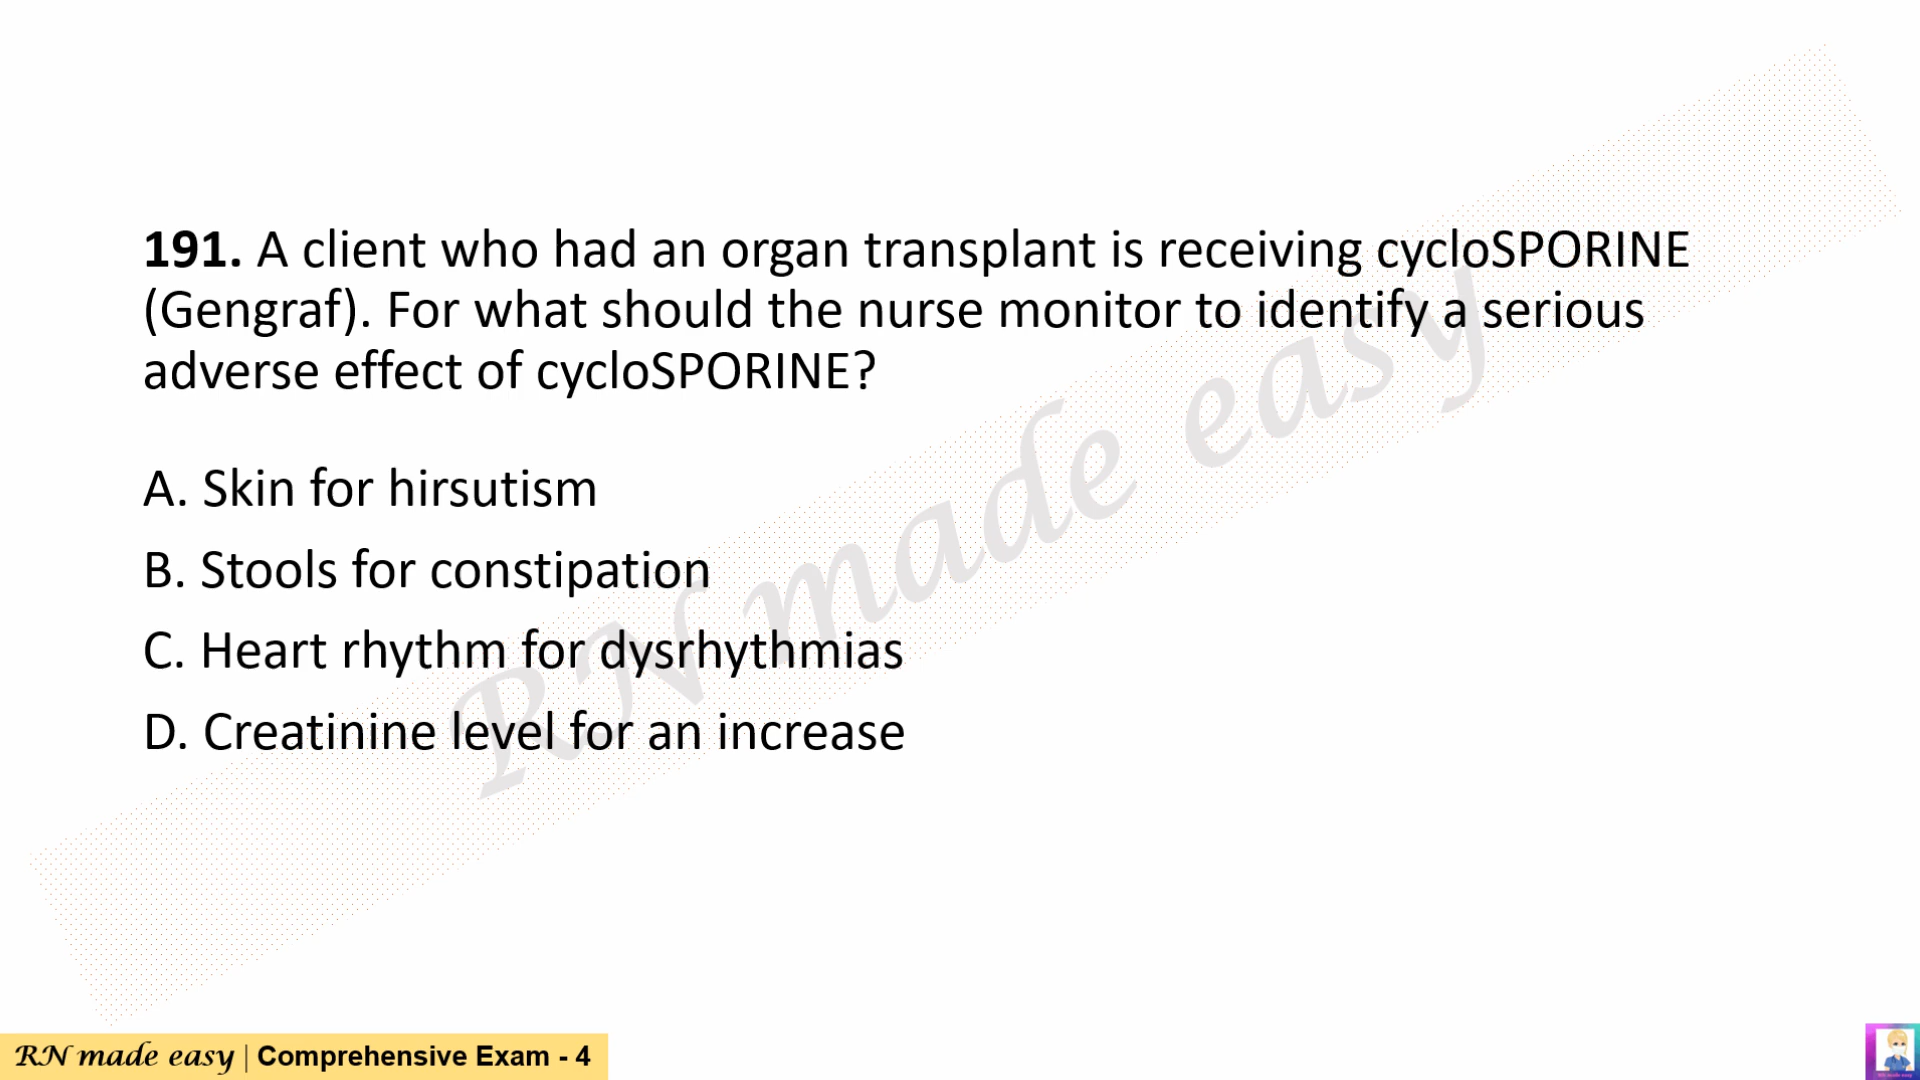 191. A client who had an organ transplant is receiving cycloSPORINE
(Gengraf). For what should the nurse monitor to identify a serious
adverse effect of cycloSPORINE?
A. Skin for hirsutism
B. Stools for constipation
C. Heart rhythm for dysrhythmias
D. Creatinine level for an increase
RN made easy
RN made easy | Comprehensive Exam - 4